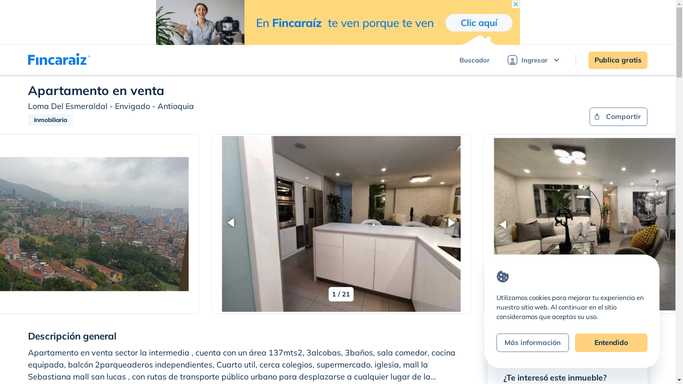 En Fincaraíz te ven porque te ven
Clic aquí
Fincaraiz
Buscador
Ingresar
Publica gratis
Apartamento en venta
Loma Del Esmeraldal - Envigado - Antioquia
Inmobiliaria
Compartir
1 / 21
Utilizamos cookies para mejorar tu experiencia en
nuestro sitio web. Al continuar en el sitio
consideramos que aceptas su uso.
Más información
Entendido
Descripción general
Apartamento en venta sector la intermedia , cuenta con un área 137mts2, 3alcobas, 3baños, sala comedor, cocina
equipada, balcón 2parqueaderos independientes, Cuarto util, cerca colegios, supermercado, iglesia, mall la
Sebastiana mall san lucas , con rutas de transporte público urbano para desplazarse a cualquier lugar de la...
¿Te interesó este inmueble?